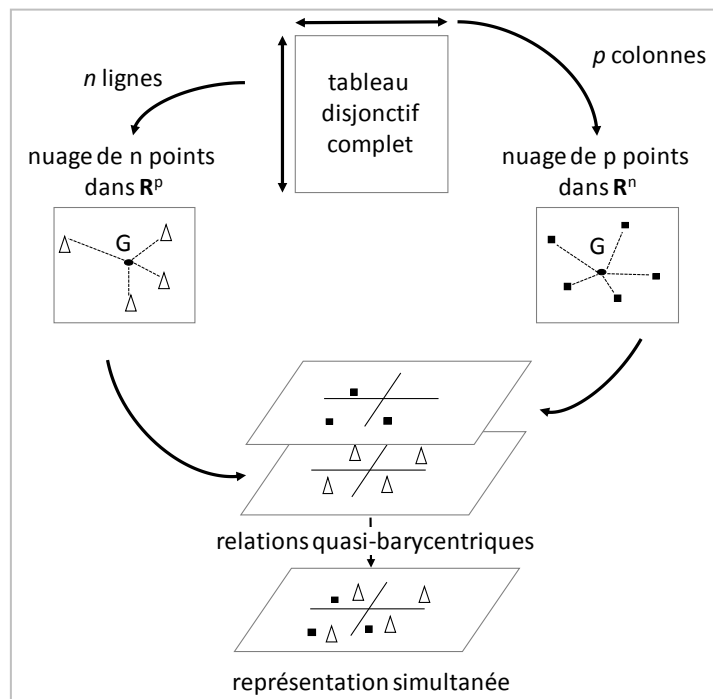 n lignes
p colonnes
tableau
disjonctif
complet
nuage de n points
dans Rᵖ
nuage de p points
dans Rⁿ
G
G
relations quasi-barycentriques
représentation simultanée